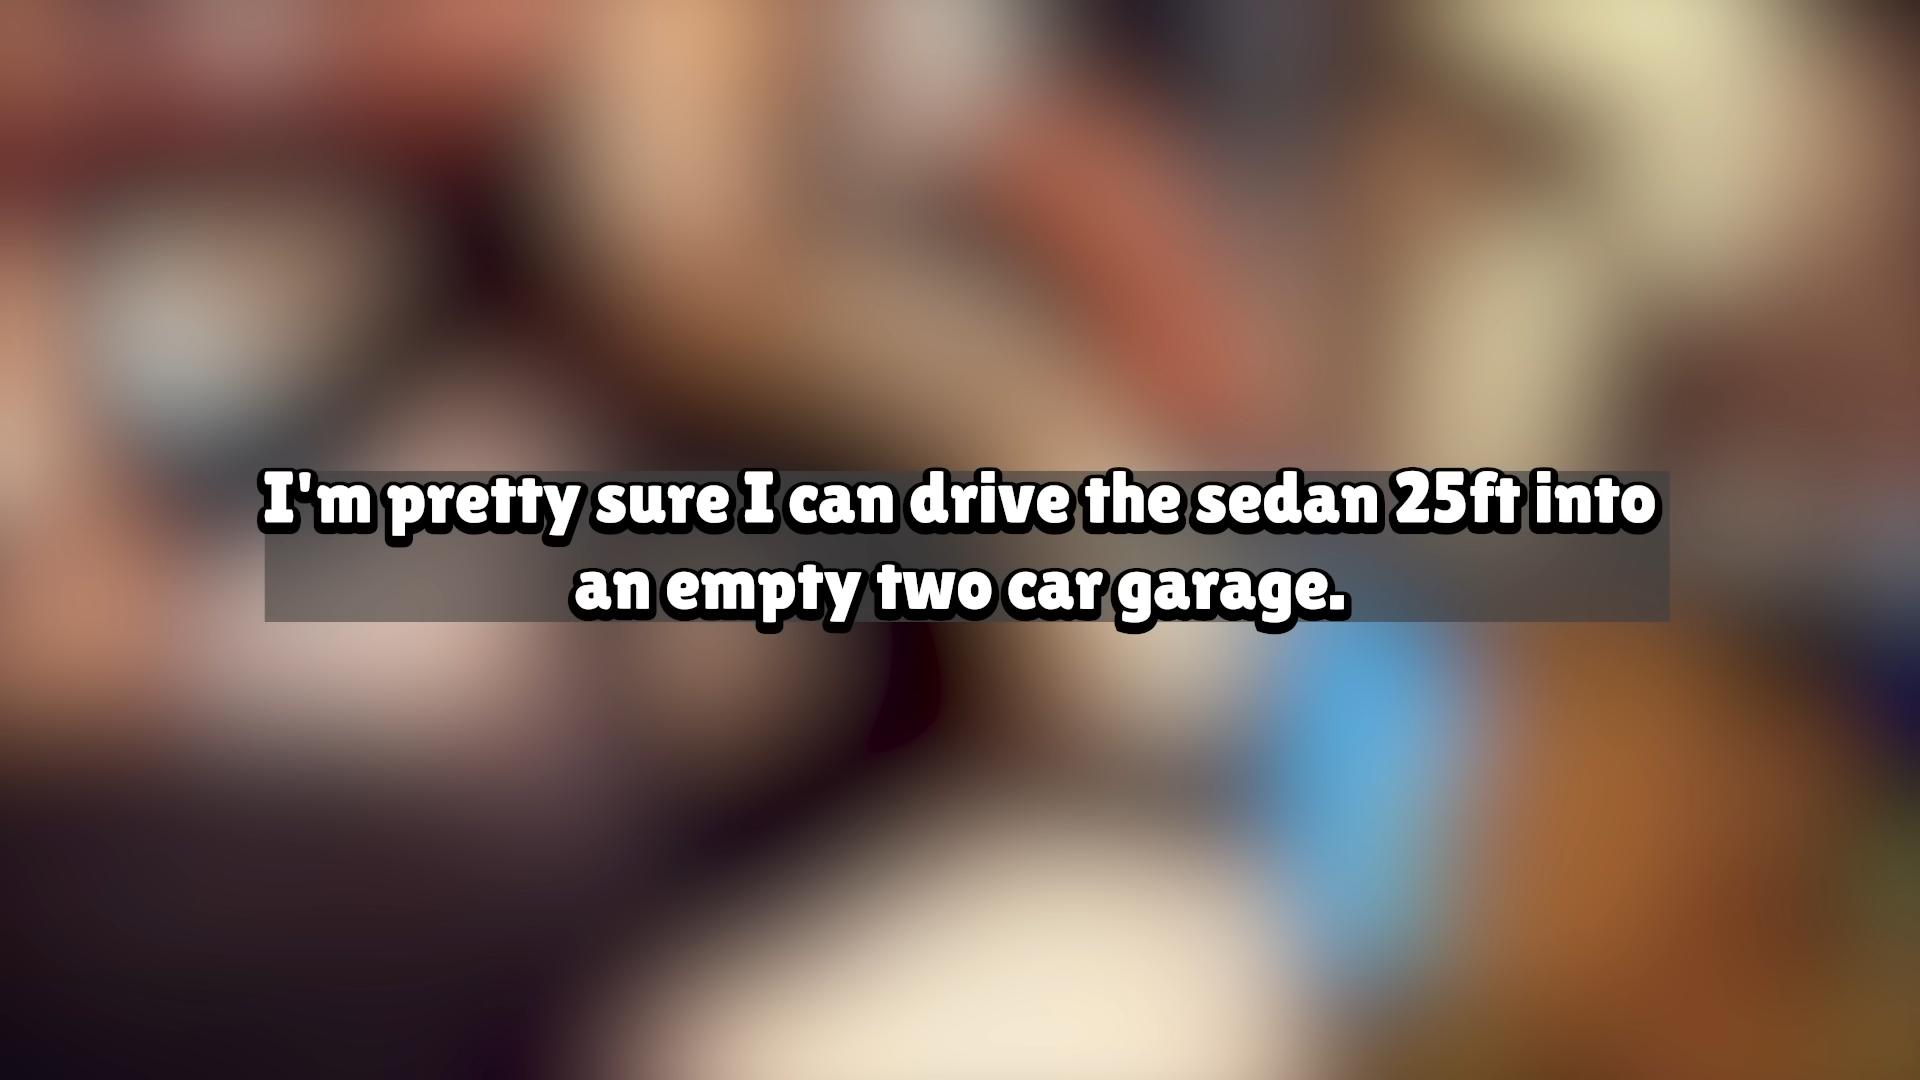 I'm pretty sure I can drive the sedan 25ft into
an empty two car garage.